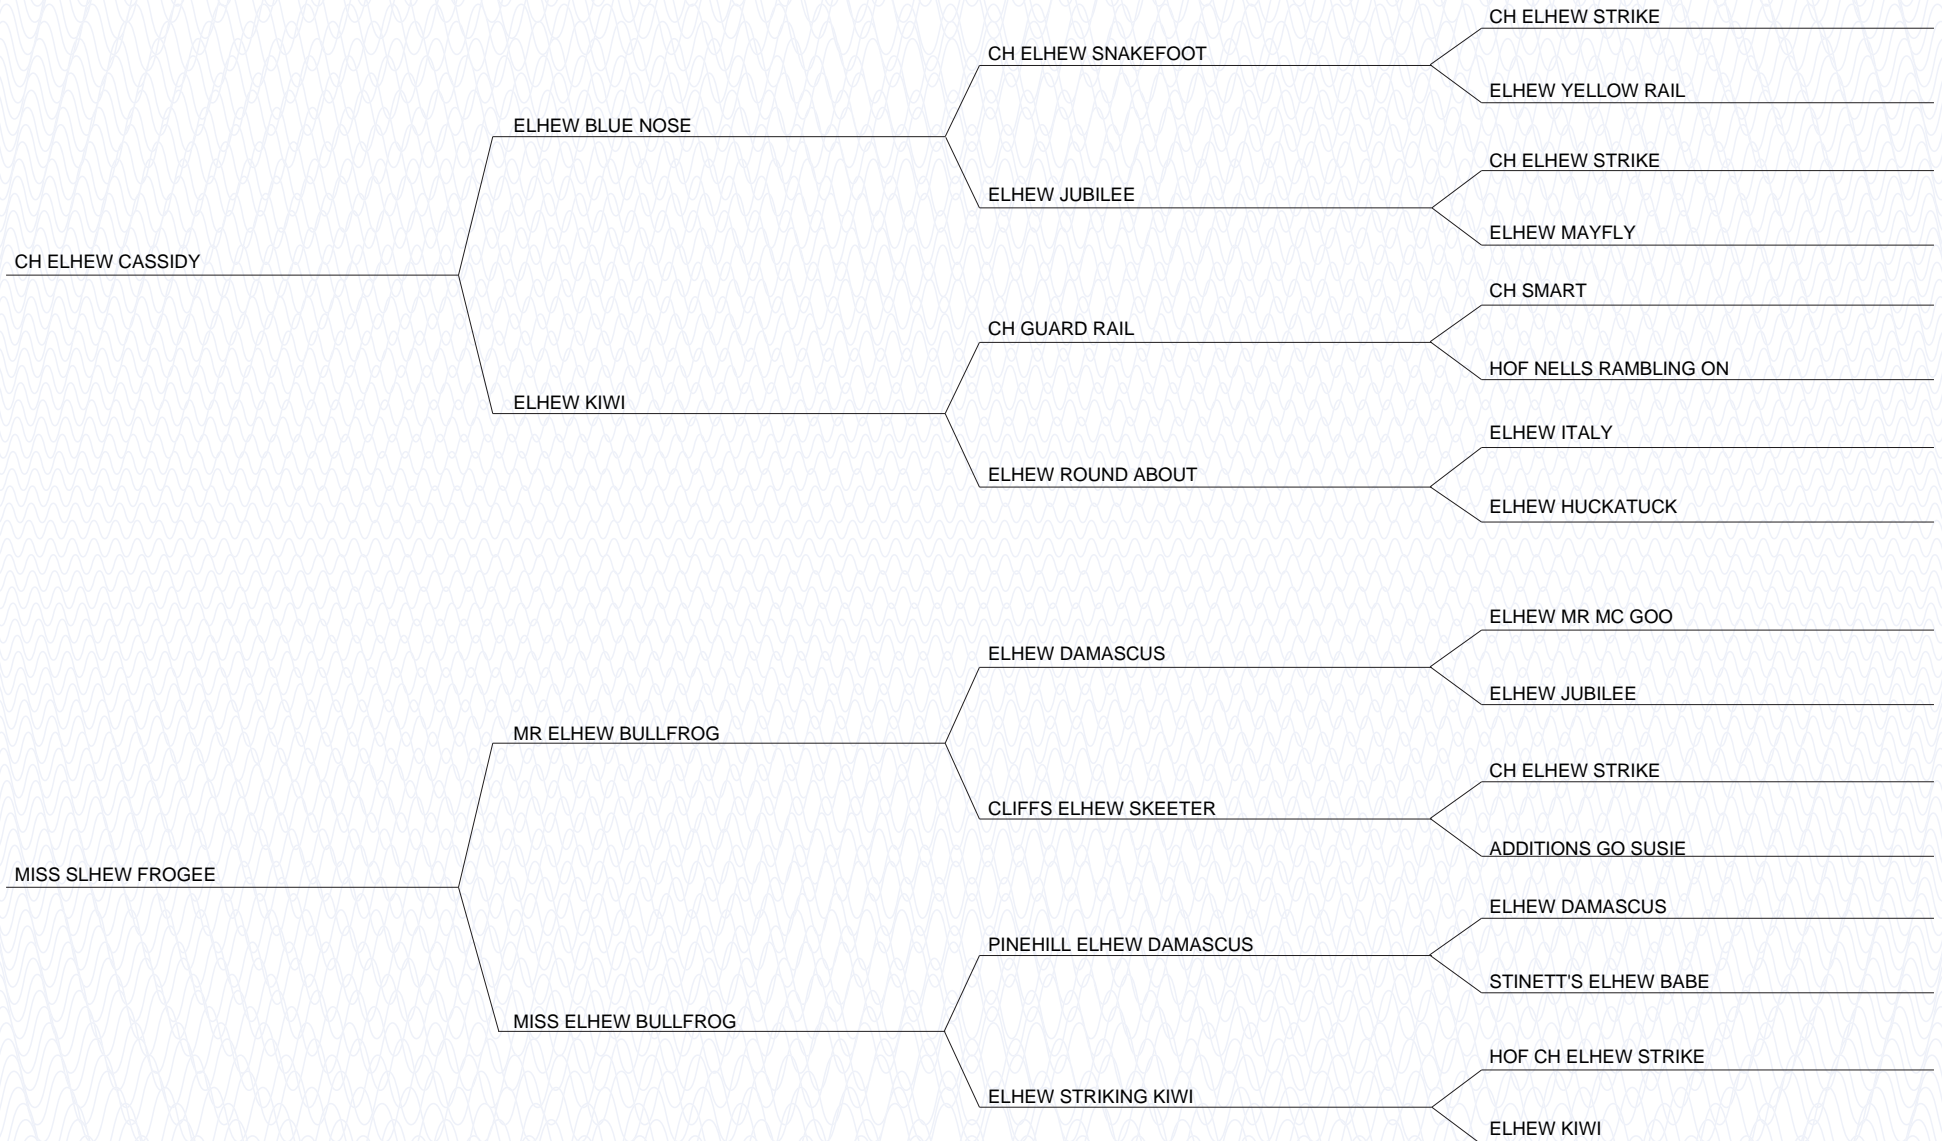 CH ELHEW STRIKE
CH ELHEW SNAKEFOOT
ELHEW YELLOW RAIL
ELHEW BLUE NOSE
CH ELHEW STRIKE
ELHEW JUBILEE
ELHEW MAYFLY
CH ELHEW CASSIDY
CH SMART
CH GUARD RAIL
HOF NELLS RAMBLING ON
ELHEW KIWI
ELHEW ITALY
ELHEW ROUND ABOUT
ELHEW HUCKATUCK
ELHEW MR MC GOO
ELHEW DAMASCUS
ELHEW JUBILEE
MR ELHEW BULLFROG
CH ELHEW STRIKE
CLIFFS ELHEW SKEETER
ADDITIONS GO SUSIE
MISS SLHEW FROGEE
ELHEW DAMASCUS
PINEHILL ELHEW DAMASCUS
STINETT'S ELHEW BABE
MISS ELHEW BULLFROG
HOF CH ELHEW STRIKE
ELHEW STRIKING KIWI
ELHEW KIWI